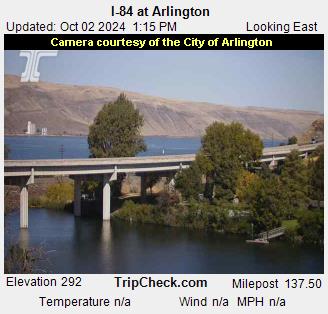 I-84 at Arlington
Updated: Oct 02 2024 1:15 PM Looking East
Camera courtesy of the City of Arlington
Elevation 292 TripCheck.com Milepost 137.50
Temperature n/a Wind n/a MPH n/a